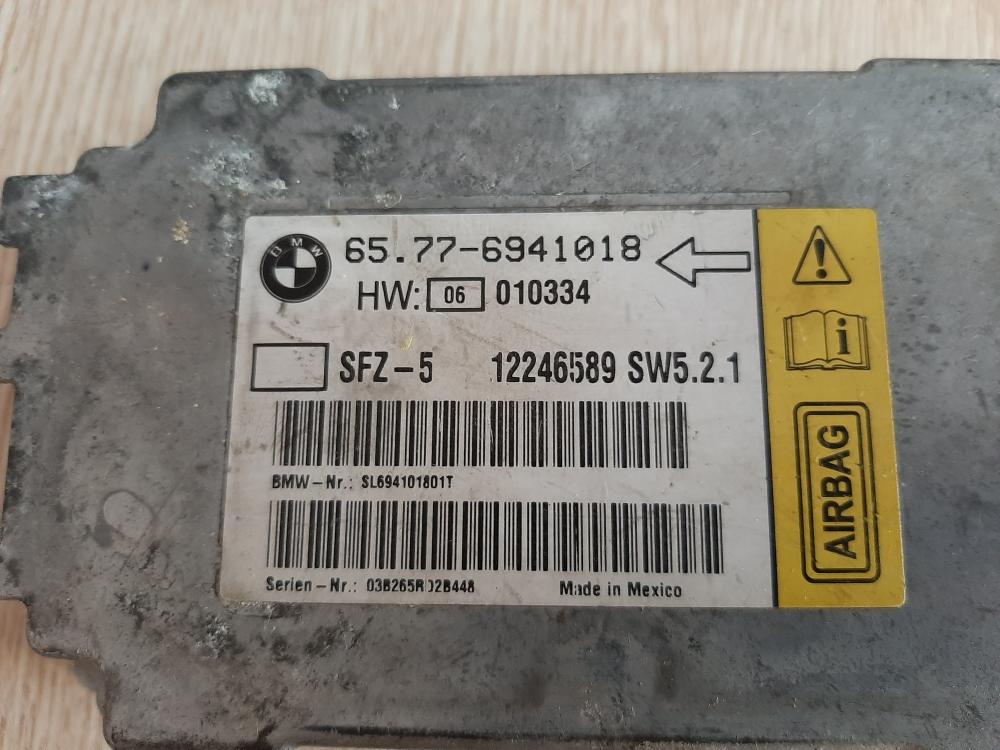 BMW
65.77-6941018
HW: 06 010334
SFZ-5 12246589 SW5.2.1
BMW-Nr.: SL694101801T
Serien-Nr.: Made in Mexico
i
AIRBAG